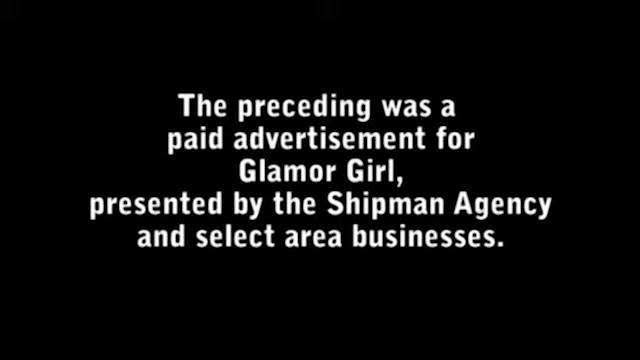 The preceding was a
paid advertisement for
Glamor Girl,
presented by the Shipman Agency
and select area businesses.